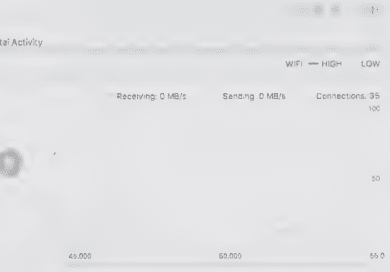 tal Activity
WIFI — HIGH LOW
Receiving: 0 MB/s Sending 0 MB/s Connections. 35
100
50
45.000 50.000 55 0